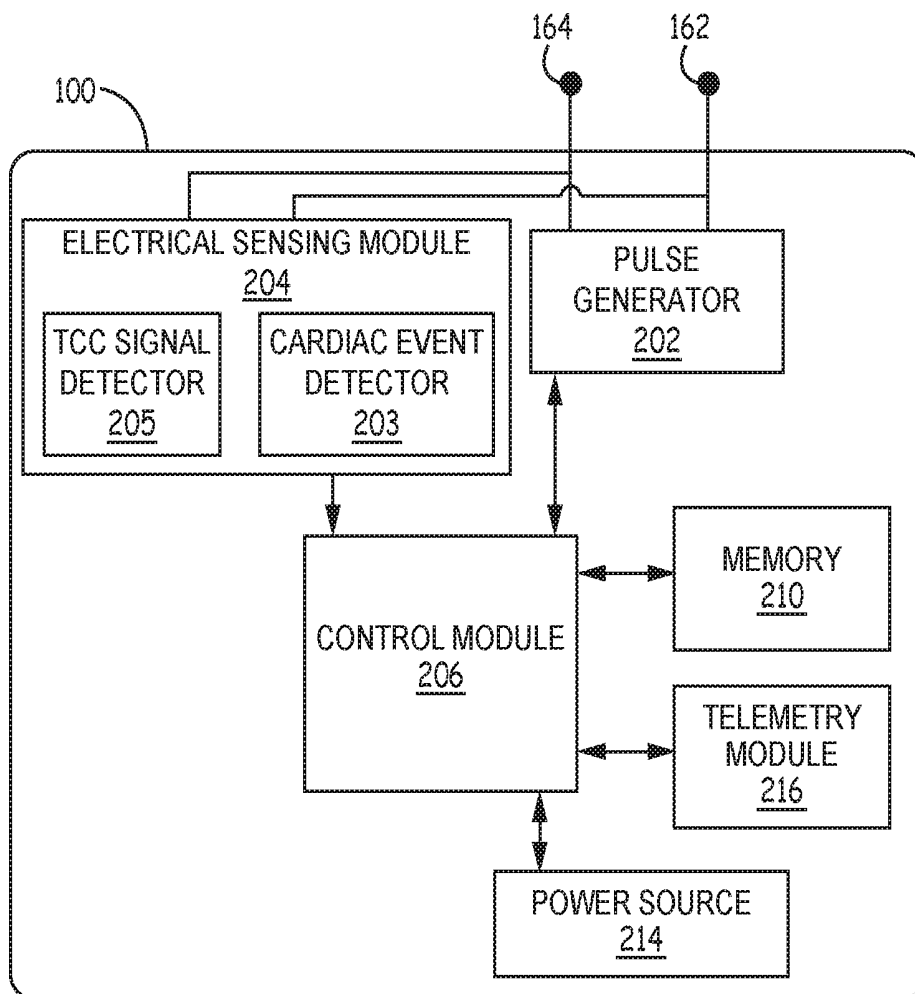 164
162
100
ELECTRICAL SENSING MODULE
204
TCC SIGNAL
DETECTOR
205
CARDIAC EVENT
DETECTOR
203
PULSE
GENERATOR
202
CONTROL MODULE
206
MEMORY
210
TELEMETRY
MODULE
216
POWER SOURCE
214